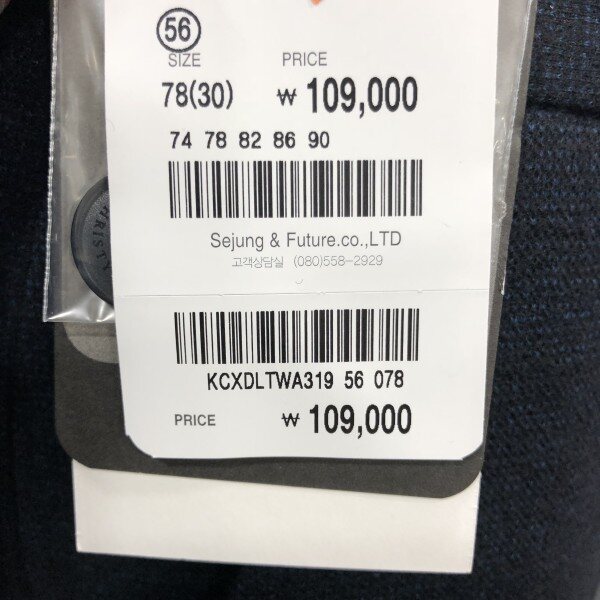 56
SIZE PRICE
78(30) ₩ 109,000
74 78 82 86 90
Sejung & Future.co.,LTD
고객상담실 (080)558-2929
KCXDLTWA319 56 078
PRICE ₩ 109,000